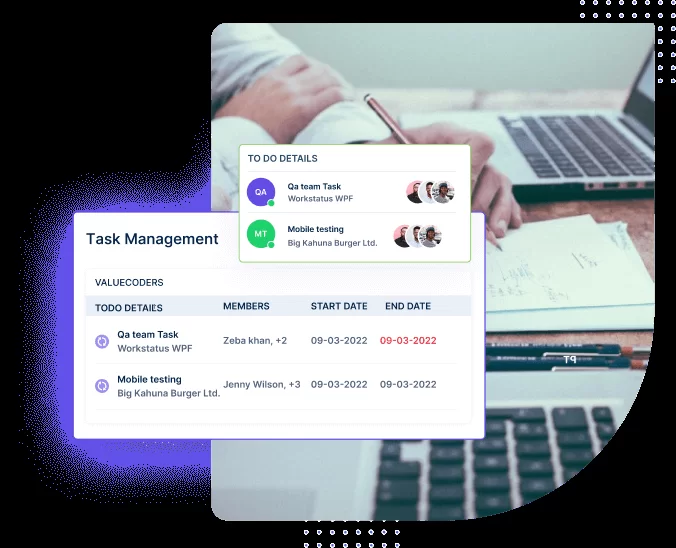 TO DO DETAILS
QA
Qa team Task
Workstatus WPF
MT
Mobile testing
Big Kahuna Burger Ltd.
Task Management
VALUECODERS
TODO DETAIES MEMBERS START DATE END DATE
Qa team Task
Workstatus WPF
Zeba khan, +2 09-03-2022 09-03-2022
Mobile testing
Big Kahuna Burger Ltd.
Jenny Wilson, +3 09-03-2022 09-03-2022
PT